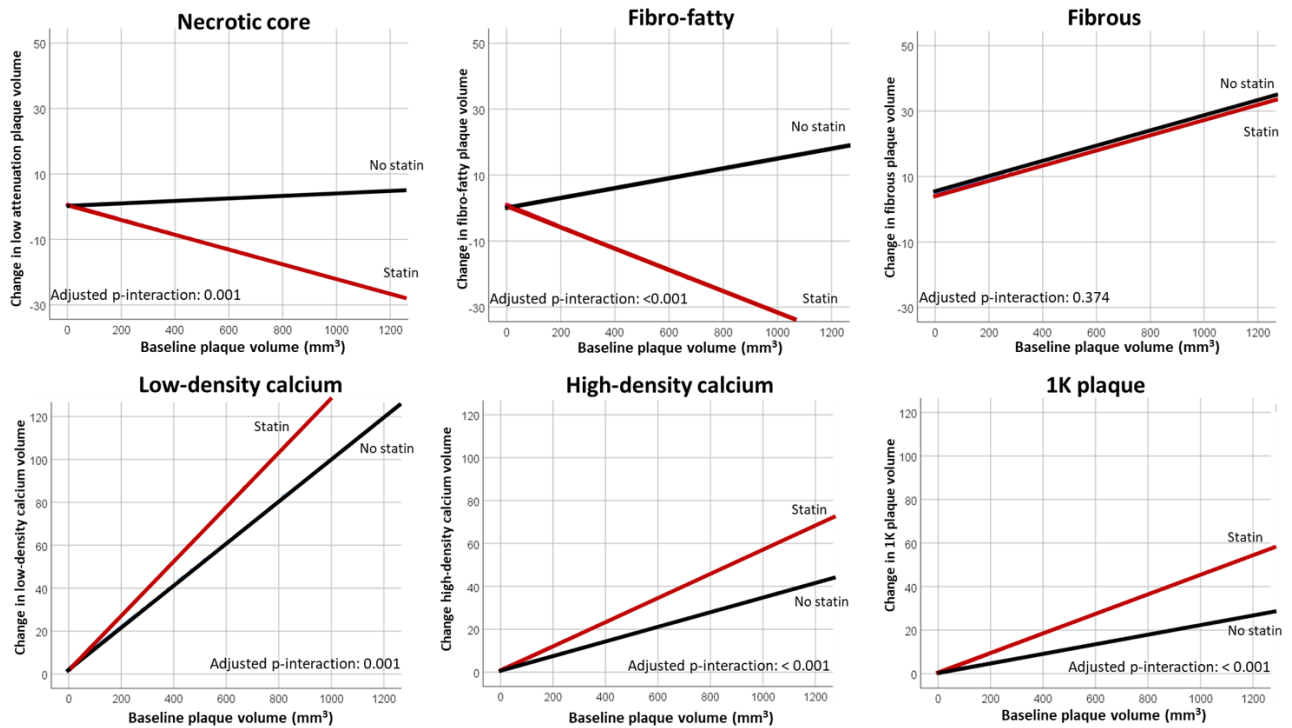 Necrotic core
Change in low attenuation plaque volume
50
30
10
-10
-30
No statin
Statin
Adjusted p-interaction: 0.001
0 200 400 600 800 1000 1200
Baseline plaque volume (mm³)
Fibro-fatty
Change in fibro-fatty plaque volume
50
30
10
-10
-30
No statin
Statin
Adjusted p-interaction: <0.001
0 200 400 600 800 1000 1200
Baseline plaque volume (mm³)
Fibrous
Change in fibrous plaque volume
50
30
10
-10
-30
No statin
Statin
Adjusted p-interaction: 0.374
0 200 400 600 800 1000 1200
Baseline plaque volume (mm³)
Low-density calcium
Change in low-density calcium volume
120
100
80
60
40
20
0
Statin
No statin
Adjusted p-interaction: 0.001
0 200 400 600 800 1000 1200
Baseline plaque volume (mm³)
High-density calcium
Change high-density calcium volume
120
100
80
60
40
20
0
Statin
No statin
Adjusted p-interaction: < 0.001
0 200 400 600 800 1000 1200
Baseline plaque volume (mm³)
1K plaque
Change in 1K plaque volume
120
100
80
60
40
20
0
Statin
No statin
Adjusted p-interaction: < 0.001
0 200 400 600 800 1000 1200
Baseline plaque volume (mm³)